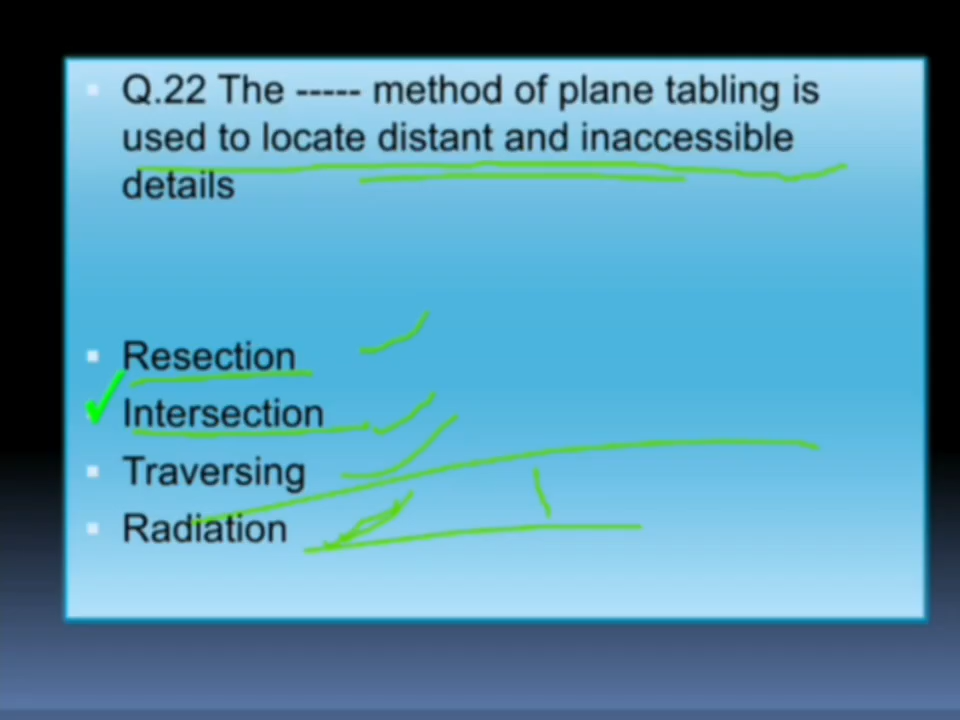 Q.22 The ----- method of plane tabling is
used to locate distant and inaccessible
details
Resection
Intersection
Traversing
Radiation